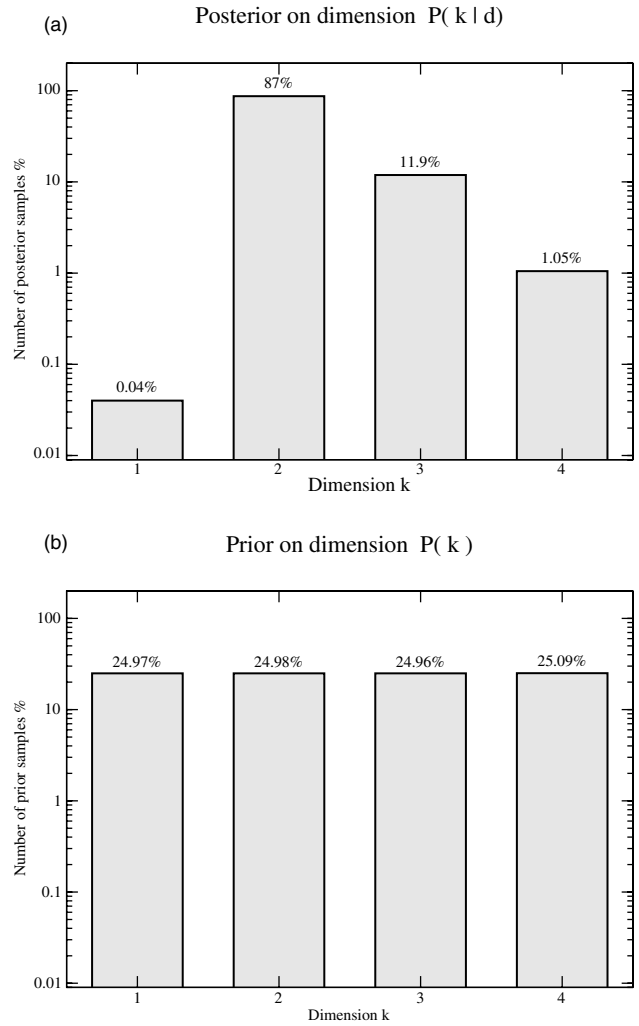 (a)
Posterior on dimension P( k | d)
Number of posterior samples %
100
10
1
0.1
0.01
0.04%
87%
11.9%
1.05%
1 2 3 4
Dimension k
(b)
Prior on dimension P( k )
Number of prior samples %
100
10
1
0.1
0.01
24.97% 24.98% 24.96% 25.09%
1 2 3 4
Dimension k